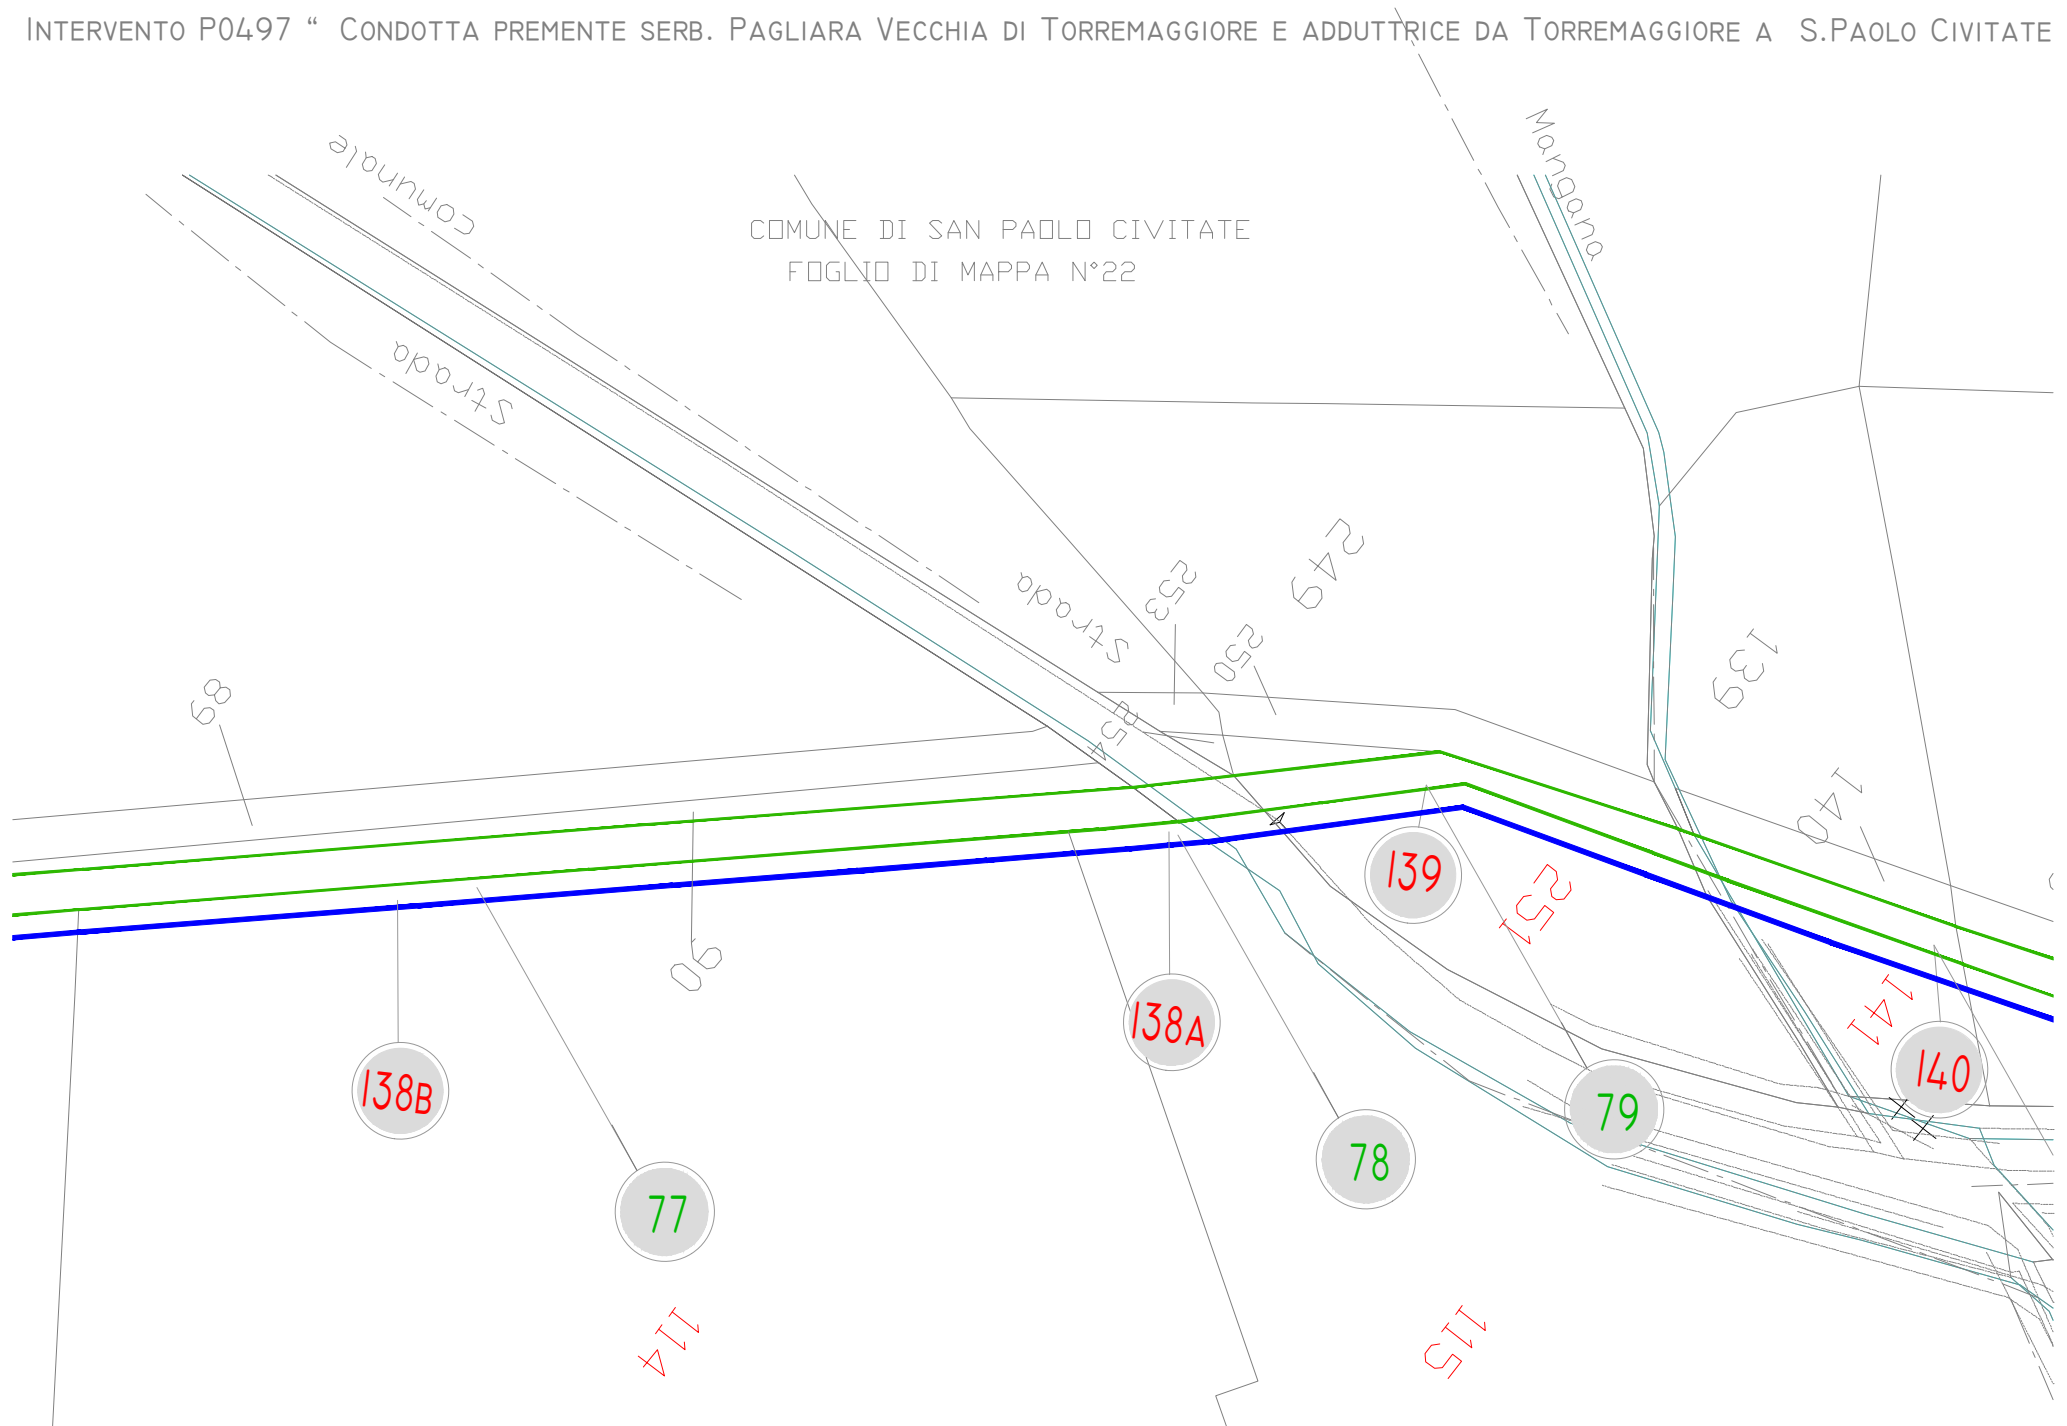 INTERVENTO P0497 “ CONDOTTA PREMENTE SERB. PAGLIARA VECCHIA DI TORREMAGGIORE E ADDUTTRICE DA TORREMAGGIORE A S.PAOLO CIVITATE
Mangana
Comunale
COMUNE DI SAN PAOLO CIVITATE
FOGLIO DI MAPPA N°22
Strada
249
253
Strada
250
139
89
254
140
139
251
90
141
138A
138B
140
79
78
77
114
115